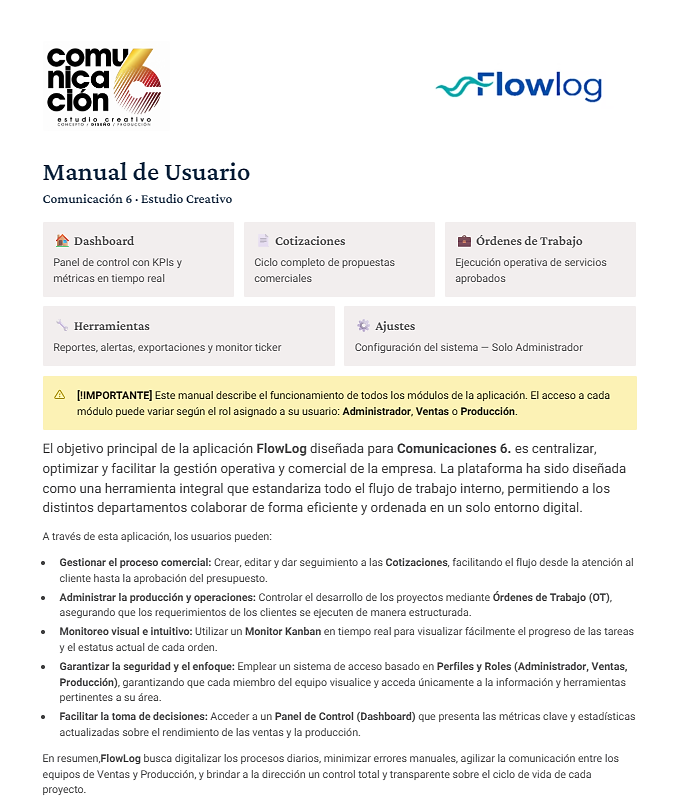 comu
nica
ción
6
estudio creativo
CONCEPTO / DISEÑO / PRODUCCIÓN
Flowlog
Manual de Usuario
Comunicación 6 · Estudio Creativo
Dashboard
Panel de control con KPIs y
métricas en tiempo real
Cotizaciones
Ciclo completo de propuestas
comerciales
Órdenes de Trabajo
Ejecución operativa de servicios
aprobados
Herramientas
Reportes, alertas, exportaciones y monitor ticker
Ajustes
Configuración del sistema — Solo Administrador
[!IMPORTANTE] Este manual describe el funcionamiento de todos los módulos de la aplicación. El acceso a cada
módulo puede variar según el rol asignado a su usuario: Administrador, Ventas o Producción.
El objetivo principal de la aplicación FlowLog diseñada para Comunicaciones 6. es centralizar,
optimizar y facilitar la gestión operativa y comercial de la empresa. La plataforma ha sido diseñada
como una herramienta integral que estandariza todo el flujo de trabajo interno, permitiendo a los
distintos departamentos colaborar de forma eficiente y ordenada en un solo entorno digital.
A través de esta aplicación, los usuarios pueden:
• Gestionar el proceso comercial: Crear, editar y dar seguimiento a las Cotizaciones, facilitando el flujo desde la atención al
cliente hasta la aprobación del presupuesto.
• Administrar la producción y operaciones: Controlar el desarrollo de los proyectos mediante Órdenes de Trabajo (OT),
asegurando que los requerimientos de los clientes se ejecuten de manera estructurada.
• Monitoreo visual e intuitivo: Utilizar un Monitor Kanban en tiempo real para visualizar fácilmente el progreso de las tareas
y el estatus actual de cada orden.
• Garantizar la seguridad y el enfoque: Emplear un sistema de acceso basado en Perfiles y Roles (Administrador, Ventas,
Producción), garantizando que cada miembro del equipo visualice y acceda únicamente a la información y herramientas
pertinentes a su área.
• Facilitar la toma de decisiones: Acceder a un Panel de Control (Dashboard) que presenta las métricas clave y estadísticas
actualizadas sobre el rendimiento de las ventas y la producción.
En resumen,FlowLog busca digitalizar los procesos diarios, minimizar errores manuales, agilizar la comunicación entre los
equipos de Ventas y Producción, y brindar a la dirección un control total y transparente sobre el ciclo de vida de cada
proyecto.